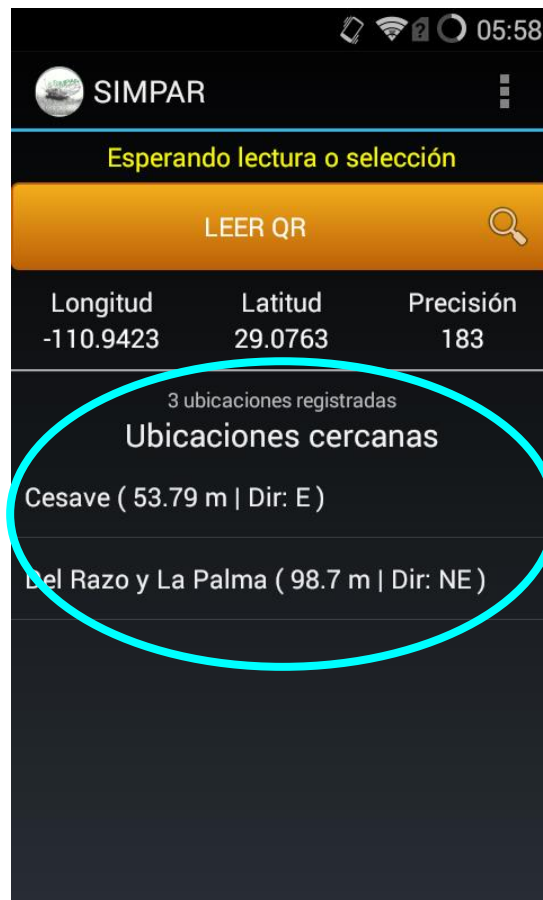 05:58
SIMPAR
Esperando lectura o selección
LEER QR
Longitud Latitud Precisión
-110.9423 29.0763 183
3 ubicaciones registradas
Ubicaciones cercanas
Cesave ( 53.79 m | Dir: E )
Del Razo y La Palma ( 98.7 m | Dir: NE )